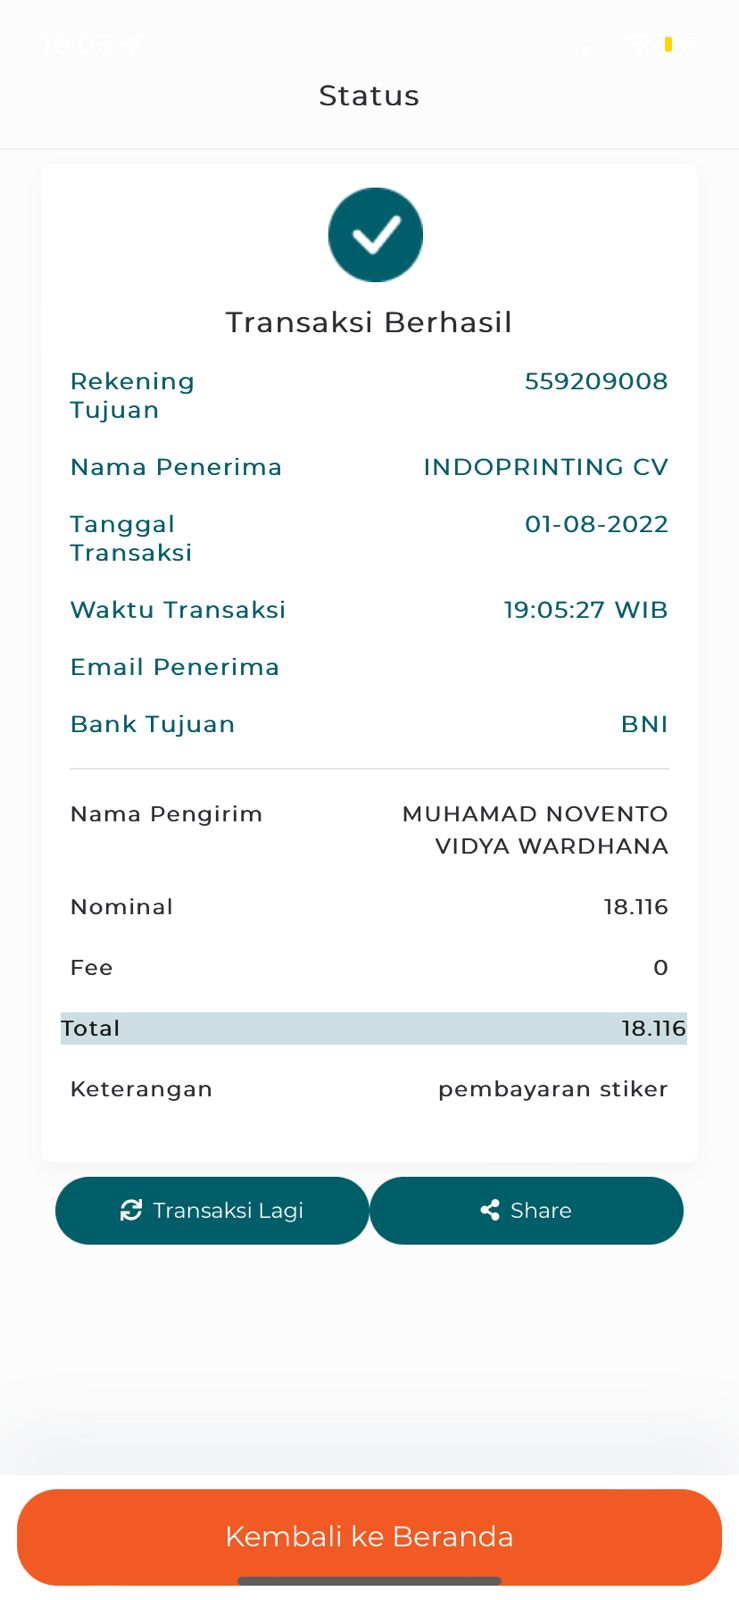 19:05
Status
Transaksi Berhasil
Rekening 559209008
Tujuan
Nama Penerima INDOPRINTING CV
Tanggal 01-08-2022
Transaksi
Waktu Transaksi 19:05:27 WIB
Email Penerima
Bank Tujuan BNI
Nama Pengirim MUHAMAD NOVENTO
VIDYA WARDHANA
Nominal 18.116
Fee 0
Total 18.116
Keterangan pembayaran stiker
Transaksi Lagi Share
Kembali ke Beranda